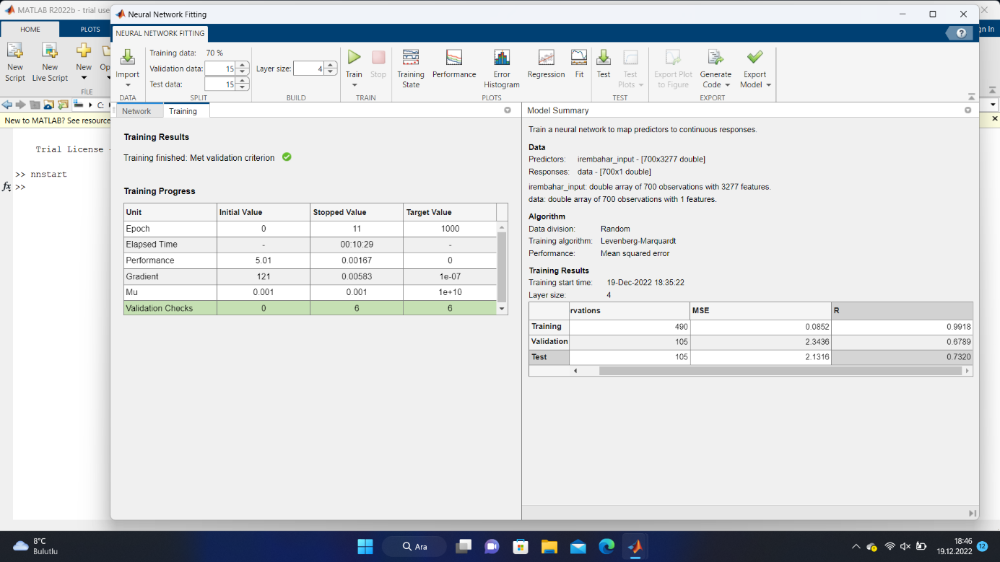 MATLAB R2022b - trial use
HOME
PLOTS
New
Script
New
Live Script
New
Op
FILE
C:
New to MATLAB? See resource
gn In
Trial License -
>> nnstart
fx >>
Neural Network Fitting
NEURAL NETWORK FITTING
Import
DATA
Training data: 70 %
Validation data: 15
Test data: 15
SPLIT
Layer size: 4
BUILD
Train
Stop
TRAIN
Training
State
Performance
Error
Histogram
Regression
Fit
PLOTS
Test
Test
Plots
TEST
Export Plot
to Figure
Generate
Code
Export
Model
EXPORT
Network
Training
Training Results
Training finished: Met validation criterion
Training Progress
Unit Initial Value Stopped Value Target Value
Epoch 0 11 1000
Elapsed Time - 00:10:29 -
Performance 5.01 0.00167 0
Gradient 121 0.00583 1e-07
Mu 0.001 0.001 1e+10
Validation Checks 0 6 6
Model Summary
Train a neural network to map predictors to continuous responses.
Data
Predictors: irembahar_input - [700x3277 double]
Responses: data - [700x1 double]
irembahar_input: double array of 700 observations with 3277 features.
data: double array of 700 observations with 1 features.
Algorithm
Data division: Random
Training algorithm: Levenberg-Marquardt
Performance: Mean squared error
Training Results
Training start time: 19-Dec-2022 18:35:22
Layer size: 4
rvations MSE R
Training 490 0.0852 0.9918
Validation 105 2.3436 0.6789
Test 105 2.1316 0.7320
8°C
Bulutlu
Ara
18:46
19.12.2022
12